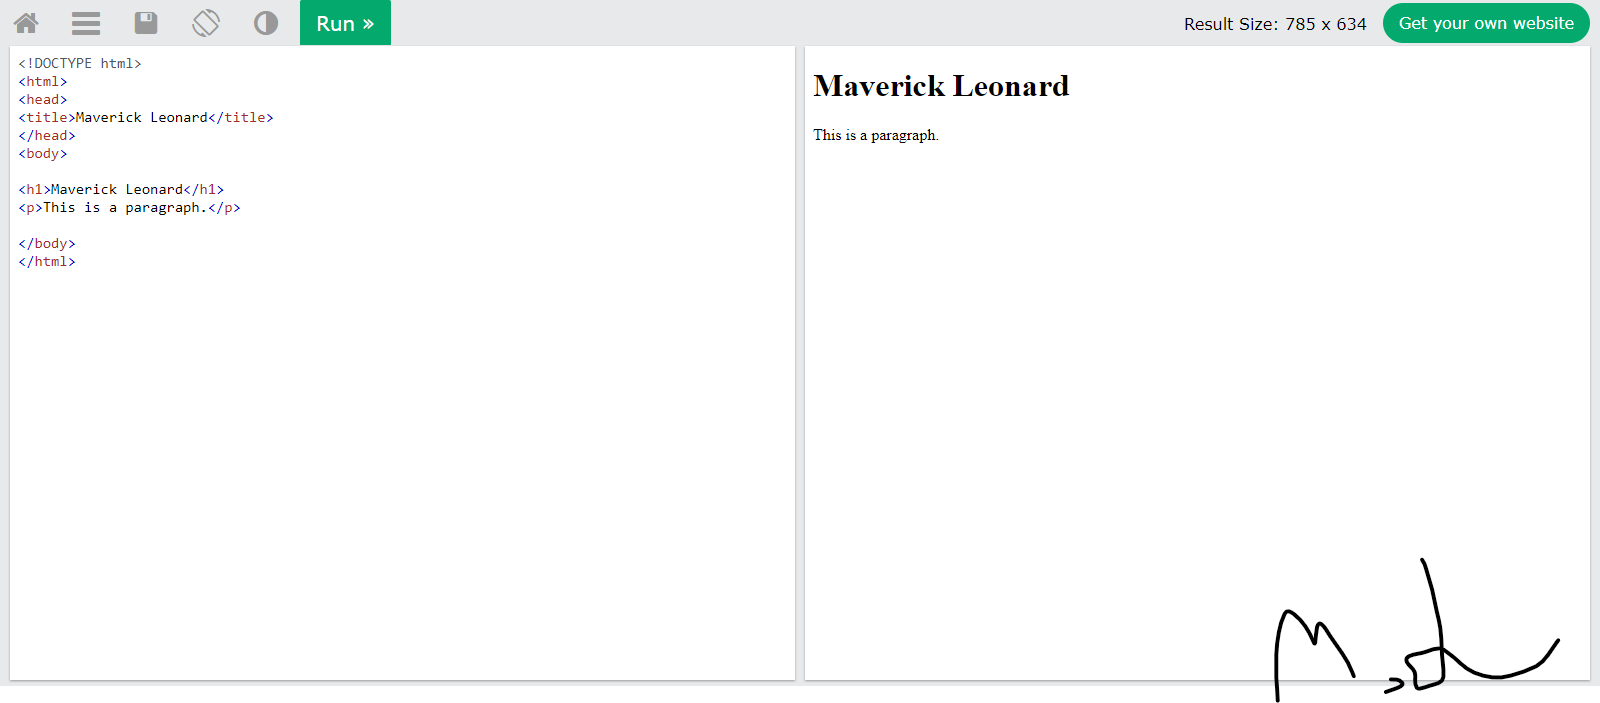 Run »
Result Size: 785 x 634
Get your own website
<!DOCTYPE html>
<html>
<head>
<title>Maverick Leonard</title>
</head>
<body>
<h1>Maverick Leonard</h1>
<p>This is a paragraph.</p>
</body>
</html>
Maverick Leonard
This is a paragraph.